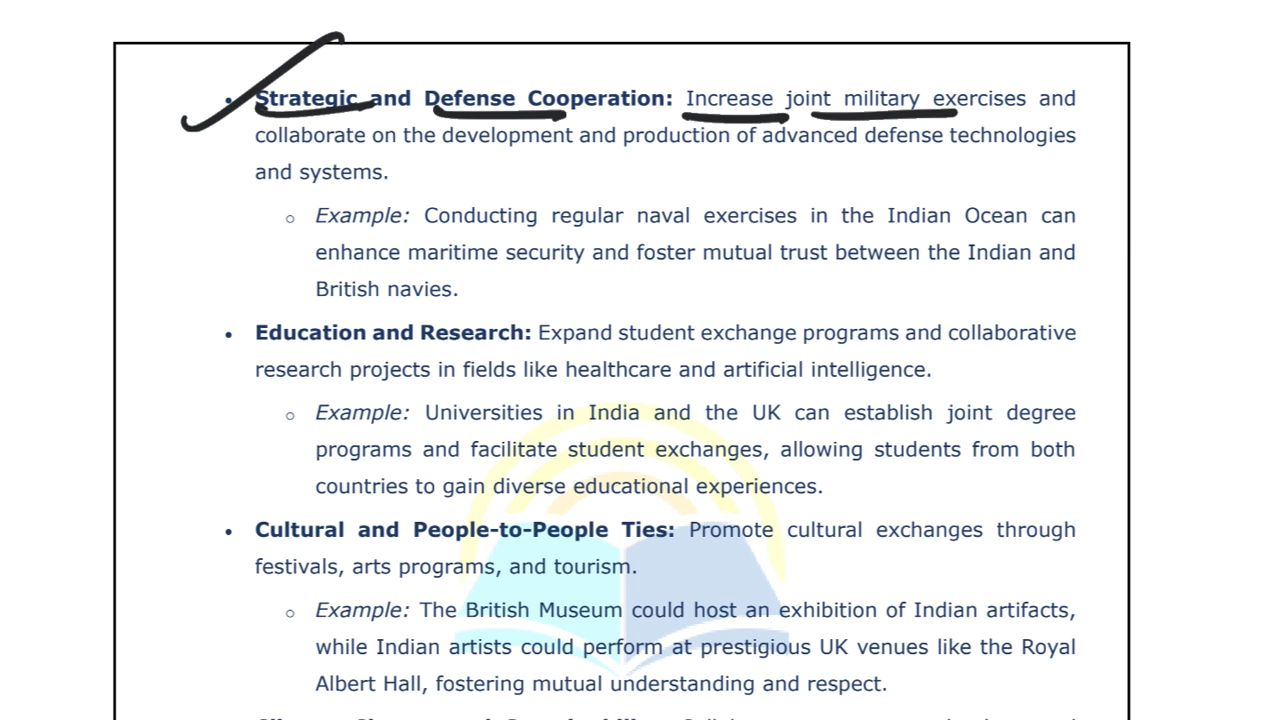 • Strategic and Defense Cooperation: Increase joint military exercises and
collaborate on the development and production of advanced defense technologies
and systems.
o Example: Conducting regular naval exercises in the Indian Ocean can
enhance maritime security and foster mutual trust between the Indian and
British navies.
• Education and Research: Expand student exchange programs and collaborative
research projects in fields like healthcare and artificial intelligence.
o Example: Universities in India and the UK can establish joint degree
programs and facilitate student exchanges, allowing students from both
countries to gain diverse educational experiences.
• Cultural and People-to-People Ties: Promote cultural exchanges through
festivals, arts programs, and tourism.
o Example: The British Museum could host an exhibition of Indian artifacts,
while Indian artists could perform at prestigious UK venues like the Royal
Albert Hall, fostering mutual understanding and respect.